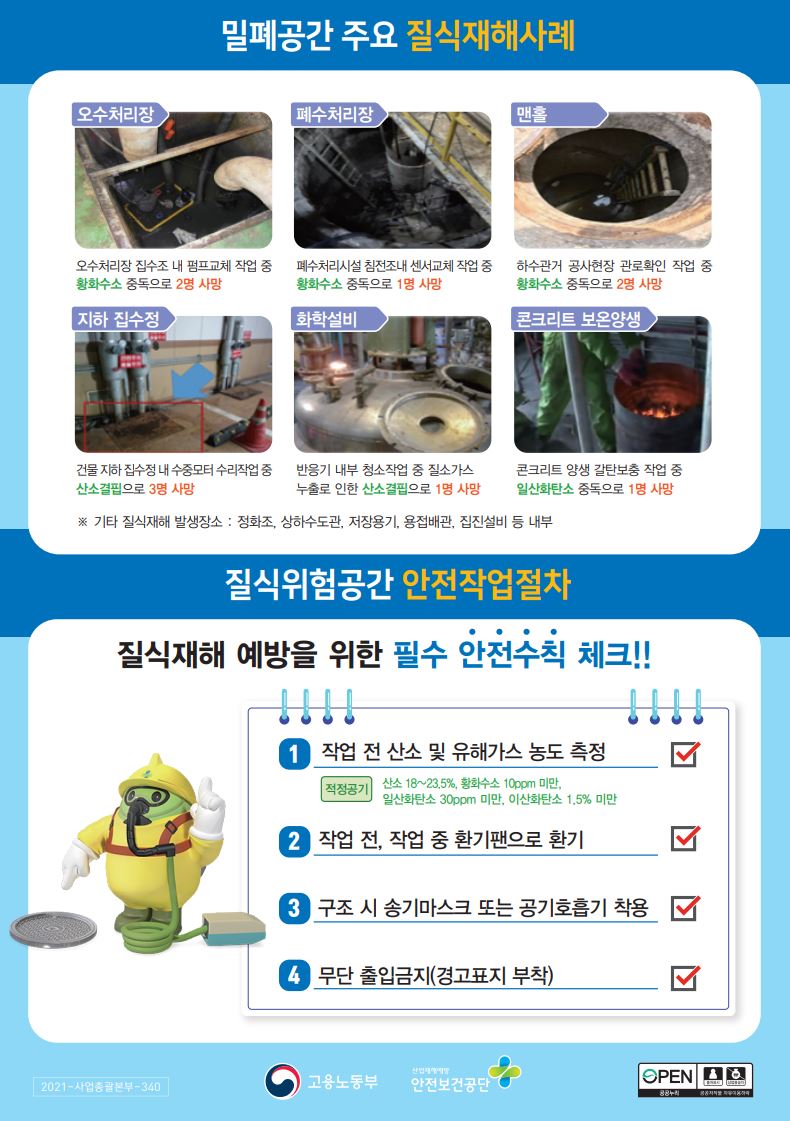 밀폐공간 주요 질식재해사례
오수처리장
폐수처리장
맨홀
오수처리장 집수조 내 펌프교체 작업 중
황화수소 중독으로 2명 사망
폐수처리시설 침전조내 센서교체 작업 중
황화수소 중독으로 1명 사망
하수관거 공사현장 관로확인 작업 중
황화수소 중독으로 2명 사망
지하 집수정
화학설비
콘크리트 보온양생
건물 지하 집수정 내 수중모터 수리작업 중
산소결핍으로 3명 사망
반응기 내부 청소작업 중 질소가스
누출로 인한 산소결핍으로 1명 사망
콘크리트 양생 갈탄보충 작업 중
일산화탄소 중독으로 1명 사망
※ 기타 질식재해 발생장소 : 정화조, 상하수도관, 저장용기, 용접배관, 집진설비 등 내부
질식위험공간 안전작업절차
질식재해 예방을 위한 필수 안전수칙 체크!!
1 작업 전 산소 및 유해가스 농도 측정
적정공기
산소 18~23.5%, 황화수소 10ppm 미만,
일산화탄소 30ppm 미만, 이산화탄소 1.5% 미만
2 작업 전, 작업 중 환기팬으로 환기
3 구조 시 송기마스크 또는 공기호흡기 착용
4 무단 출입금지(경고표지 부착)
2021-사업총괄본부-340
고용노동부
산업재해예방
안전보건공단
OPEN
공공누리
공공저작물 자유이용허락